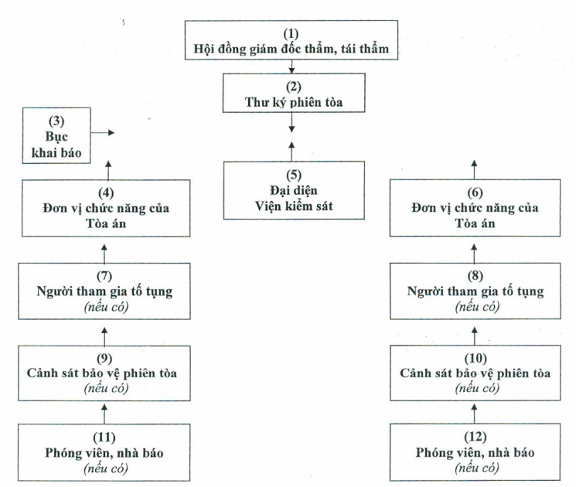 (1)
Hội đồng giám đốc thẩm, tái thẩm
(2)
Thư ký phiên tòa
(3)
Bục
khai báo
(4)
Đơn vị chức năng của
Tòa án
(5)
Đại diện
Viện kiểm sát
(6)
Đơn vị chức năng của
Tòa án
(7)
Người tham gia tố tụng
(nếu có)
(8)
Người tham gia tố tụng
(nếu có)
(9)
Cảnh sát bảo vệ phiên tòa
(nếu có)
(10)
Cảnh sát bảo vệ phiên tòa
(nếu có)
(11)
Phóng viên, nhà báo
(nếu có)
(12)
Phóng viên, nhà báo
(nếu có)